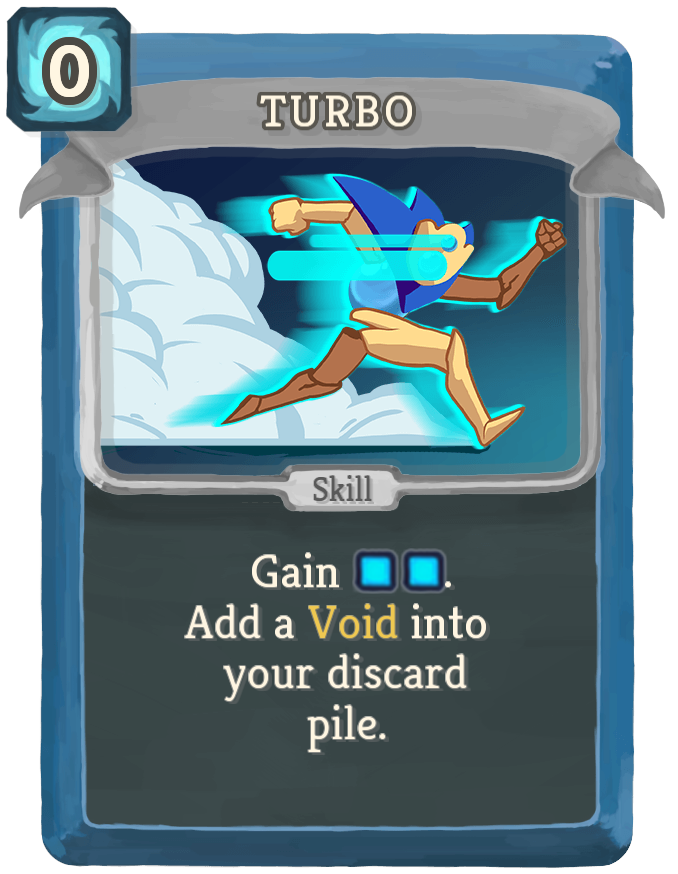 0
TURBO
Skill
Gain .
Add a Void into
your discard
pile.